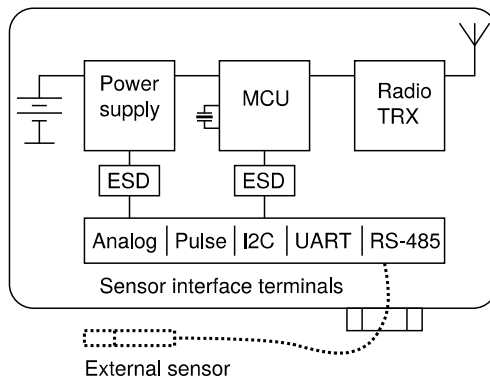 Power
supply
MCU
Radio
TRX
ESD
ESD
Analog Pulse I2C UART RS-485
Sensor interface terminals
External sensor